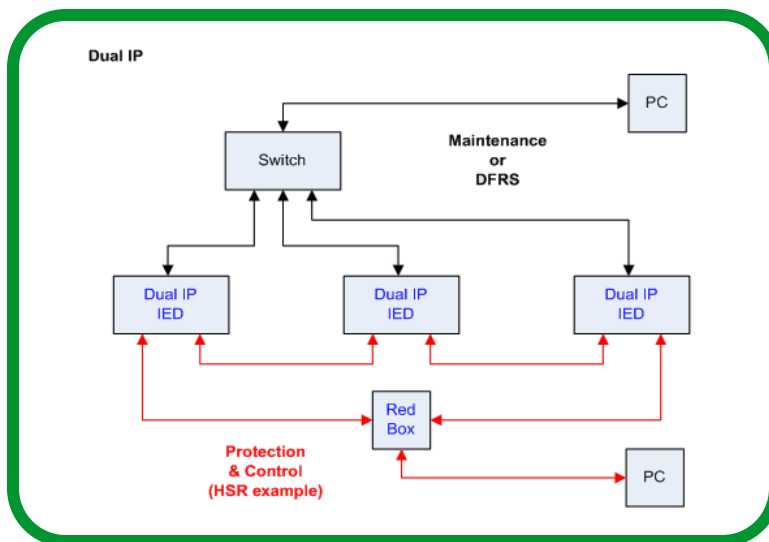 Dual IP
PC
Switch
Maintenance
or
DFRS
Dual IP
IED
Dual IP
IED
Dual IP
IED
Red
Box
Protection
& Control
(HSR example)
PC